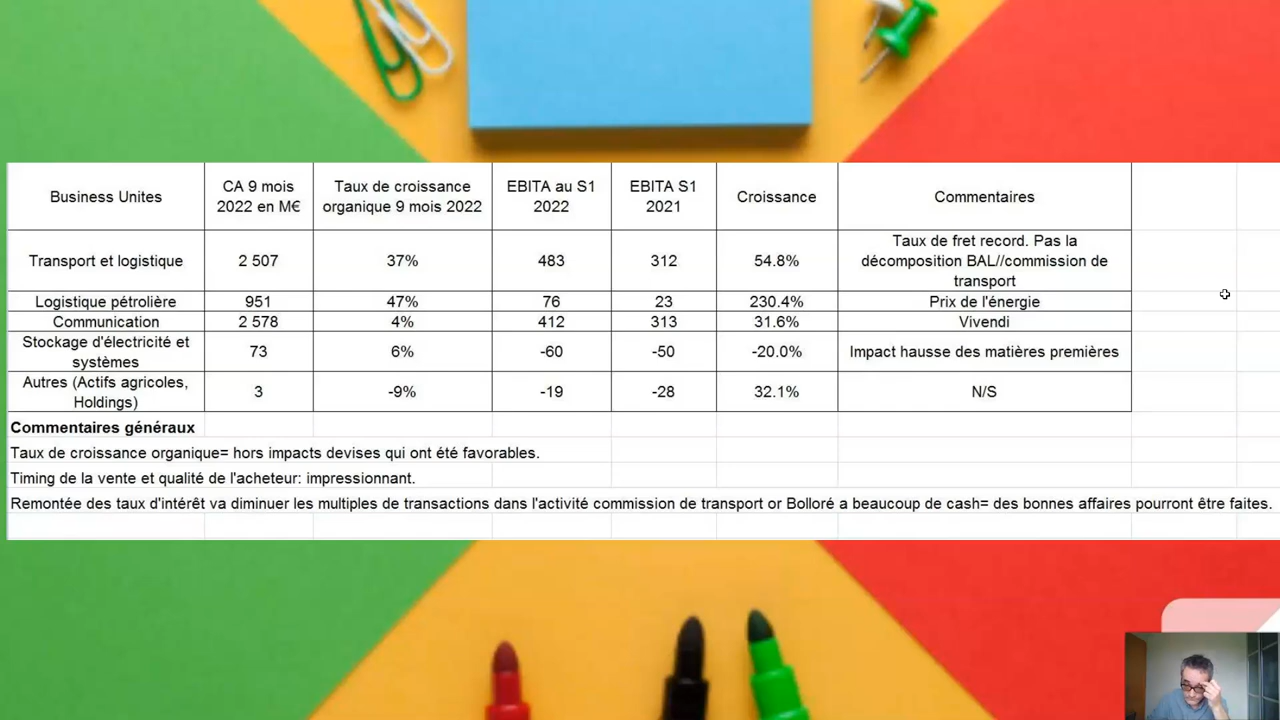 Business Unites
CA 9 mois
2022 en M€
Taux de croissance
organique 9 mois 2022
EBITA au S1
2022
EBITA S1
2021
Croissance
Commentaires
Transport et logistique
2 507
37%
483
312
54.8%
Taux de fret record. Pas la
décomposition BAL//commission de
transport
Logistique pétrolière
951
47%
76
23
230.4%
Prix de l'énergie
Communication
2 578
4%
412
313
31.6%
Vivendi
Stockage d'électricité et
systèmes
73
6%
-60
-50
-20.0%
Impact hausse des matières premières
Autres (Actifs agricoles,
Holdings)
3
-9%
-19
-28
32.1%
N/S
Commentaires généraux
Taux de croissance organique= hors impacts devises qui ont été favorables.
Timing de la vente et qualité de l'acheteur: impressionnant.
Remontée des taux d'intérêt va diminuer les multiples de transactions dans l'activité commission de transport or Bolloré a beaucoup de cash= des bonnes affaires pourront être faites.